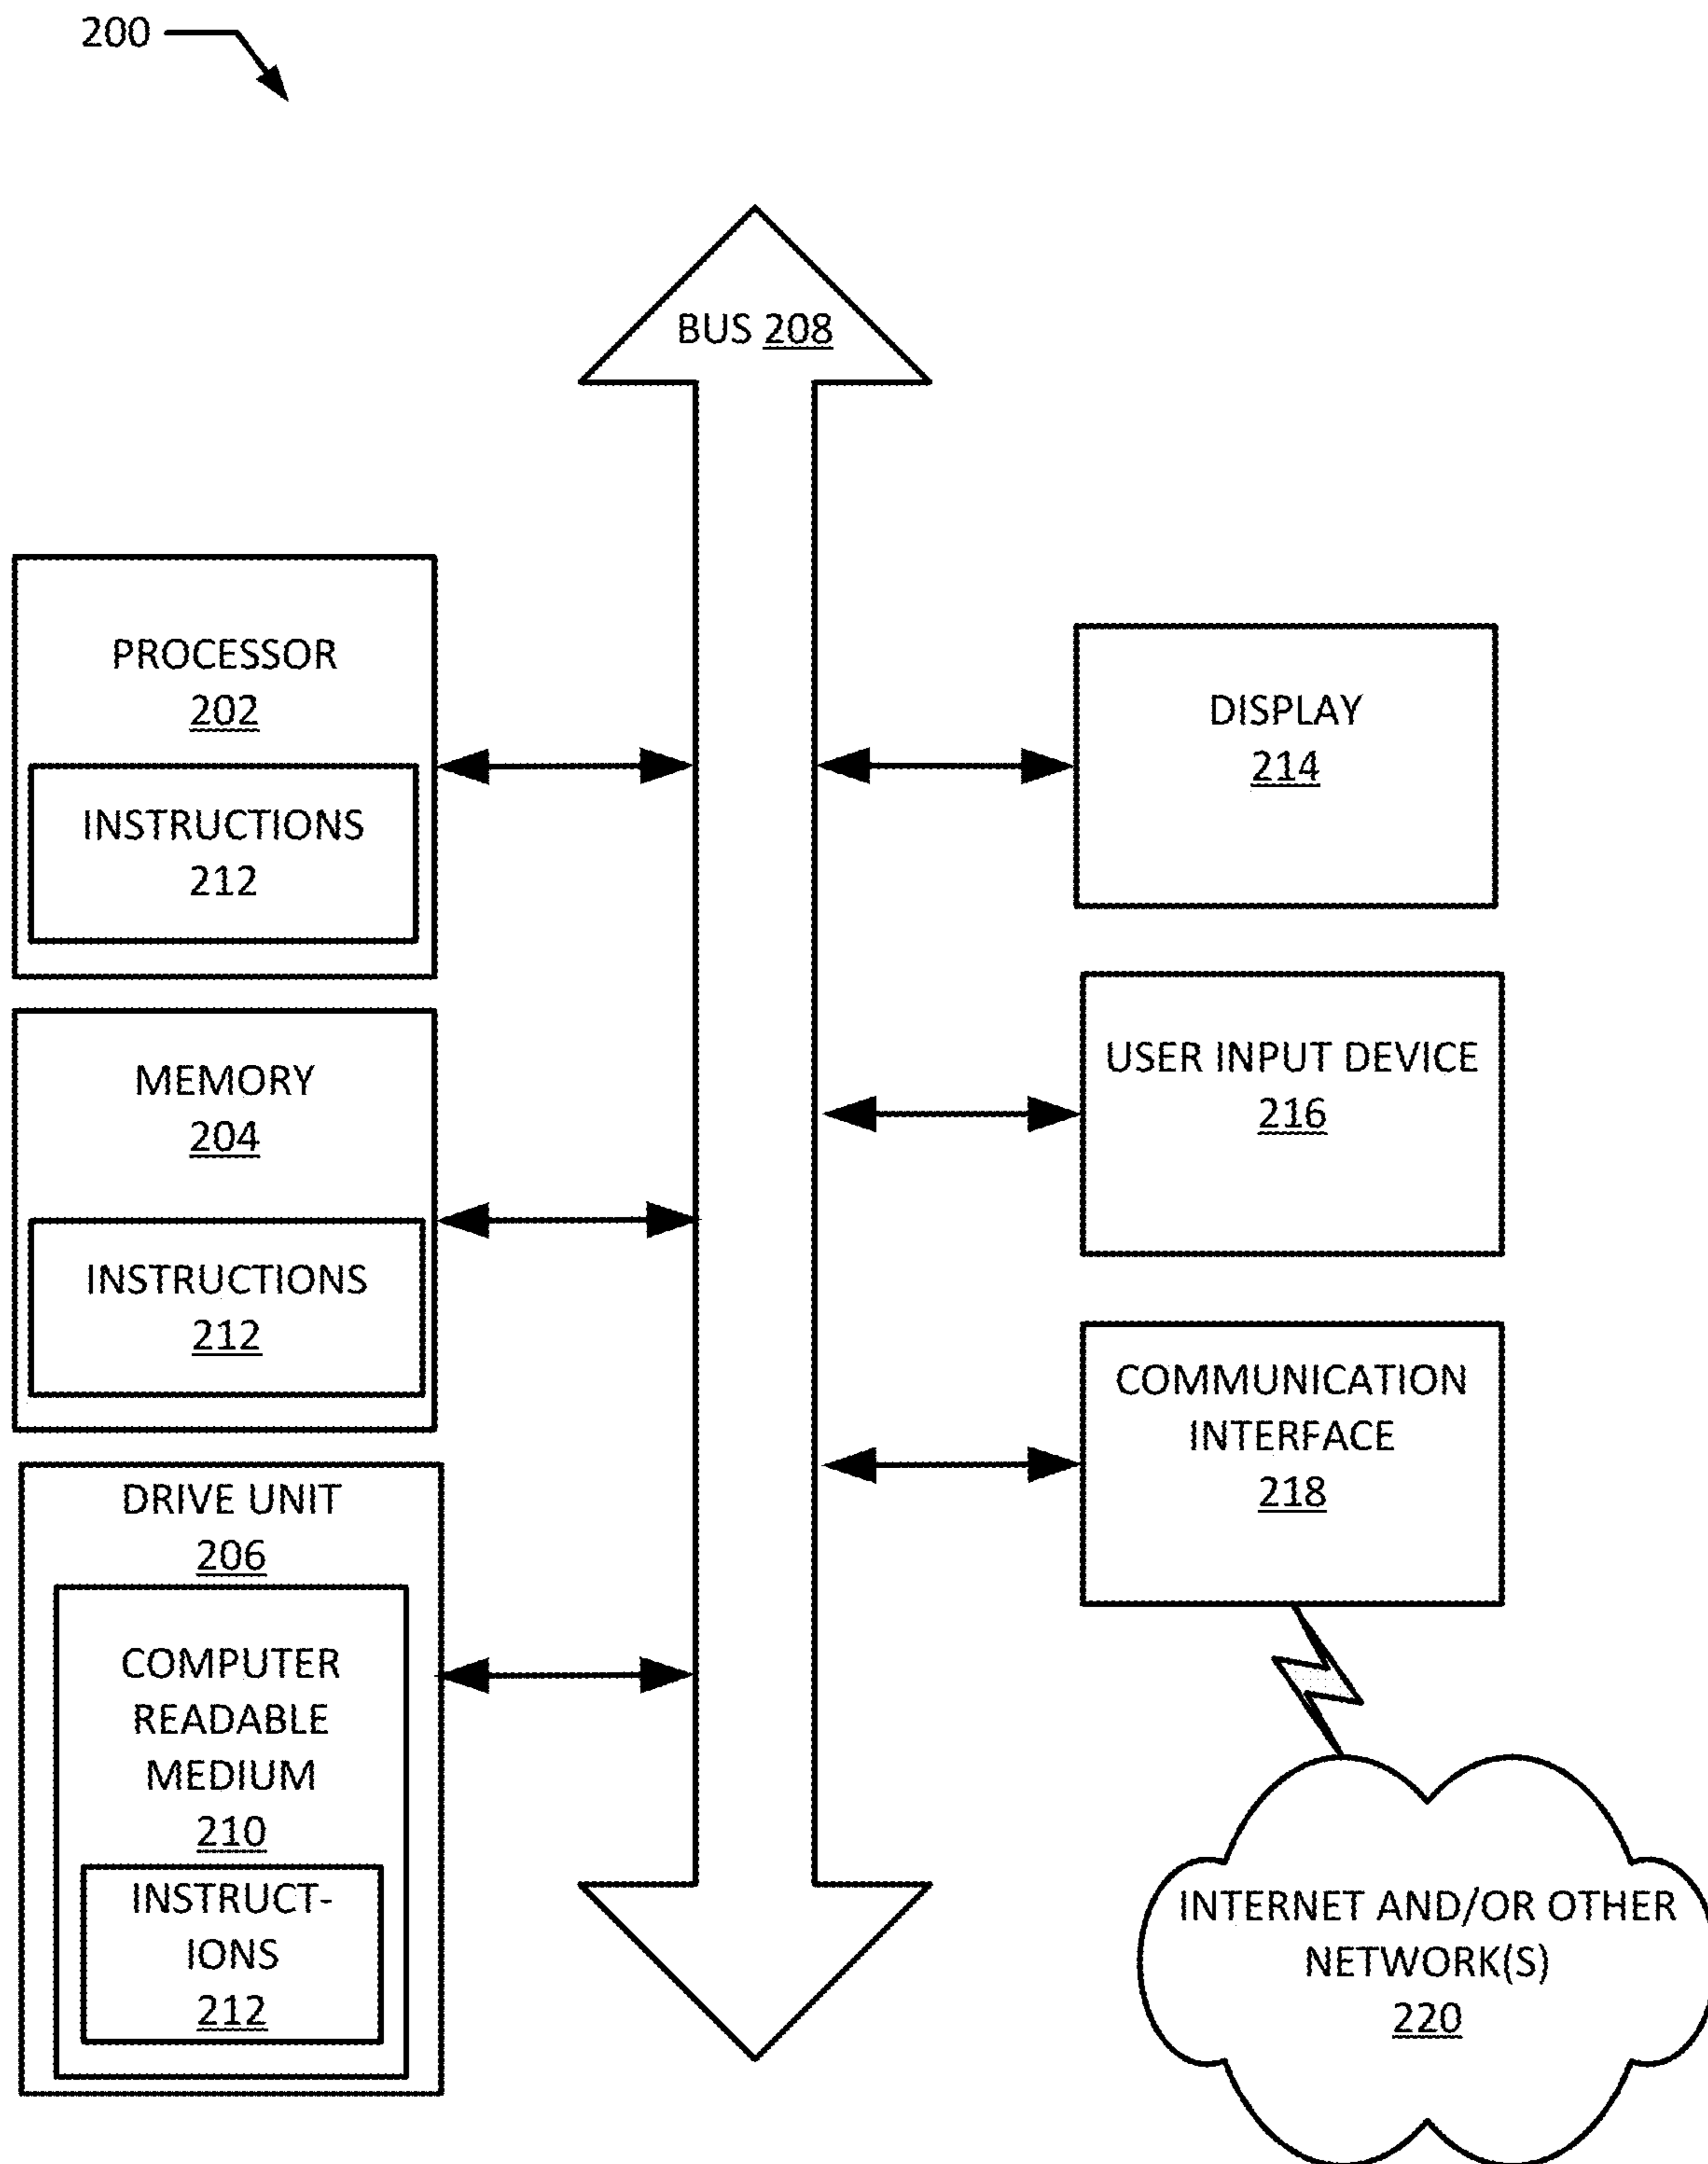 200
BUS 208
PROCESSOR
202
INSTRUCTIONS
212
MEMORY
204
INSTRUCTIONS
212
DRIVE UNIT
206
COMPUTER
READABLE
MEDIUM
210
INSTRUCT-
IONS
212
DISPLAY
214
USER INPUT DEVICE
216
COMMUNICATION
INTERFACE
218
INTERNET AND/OR OTHER
NETWORK(S)
220